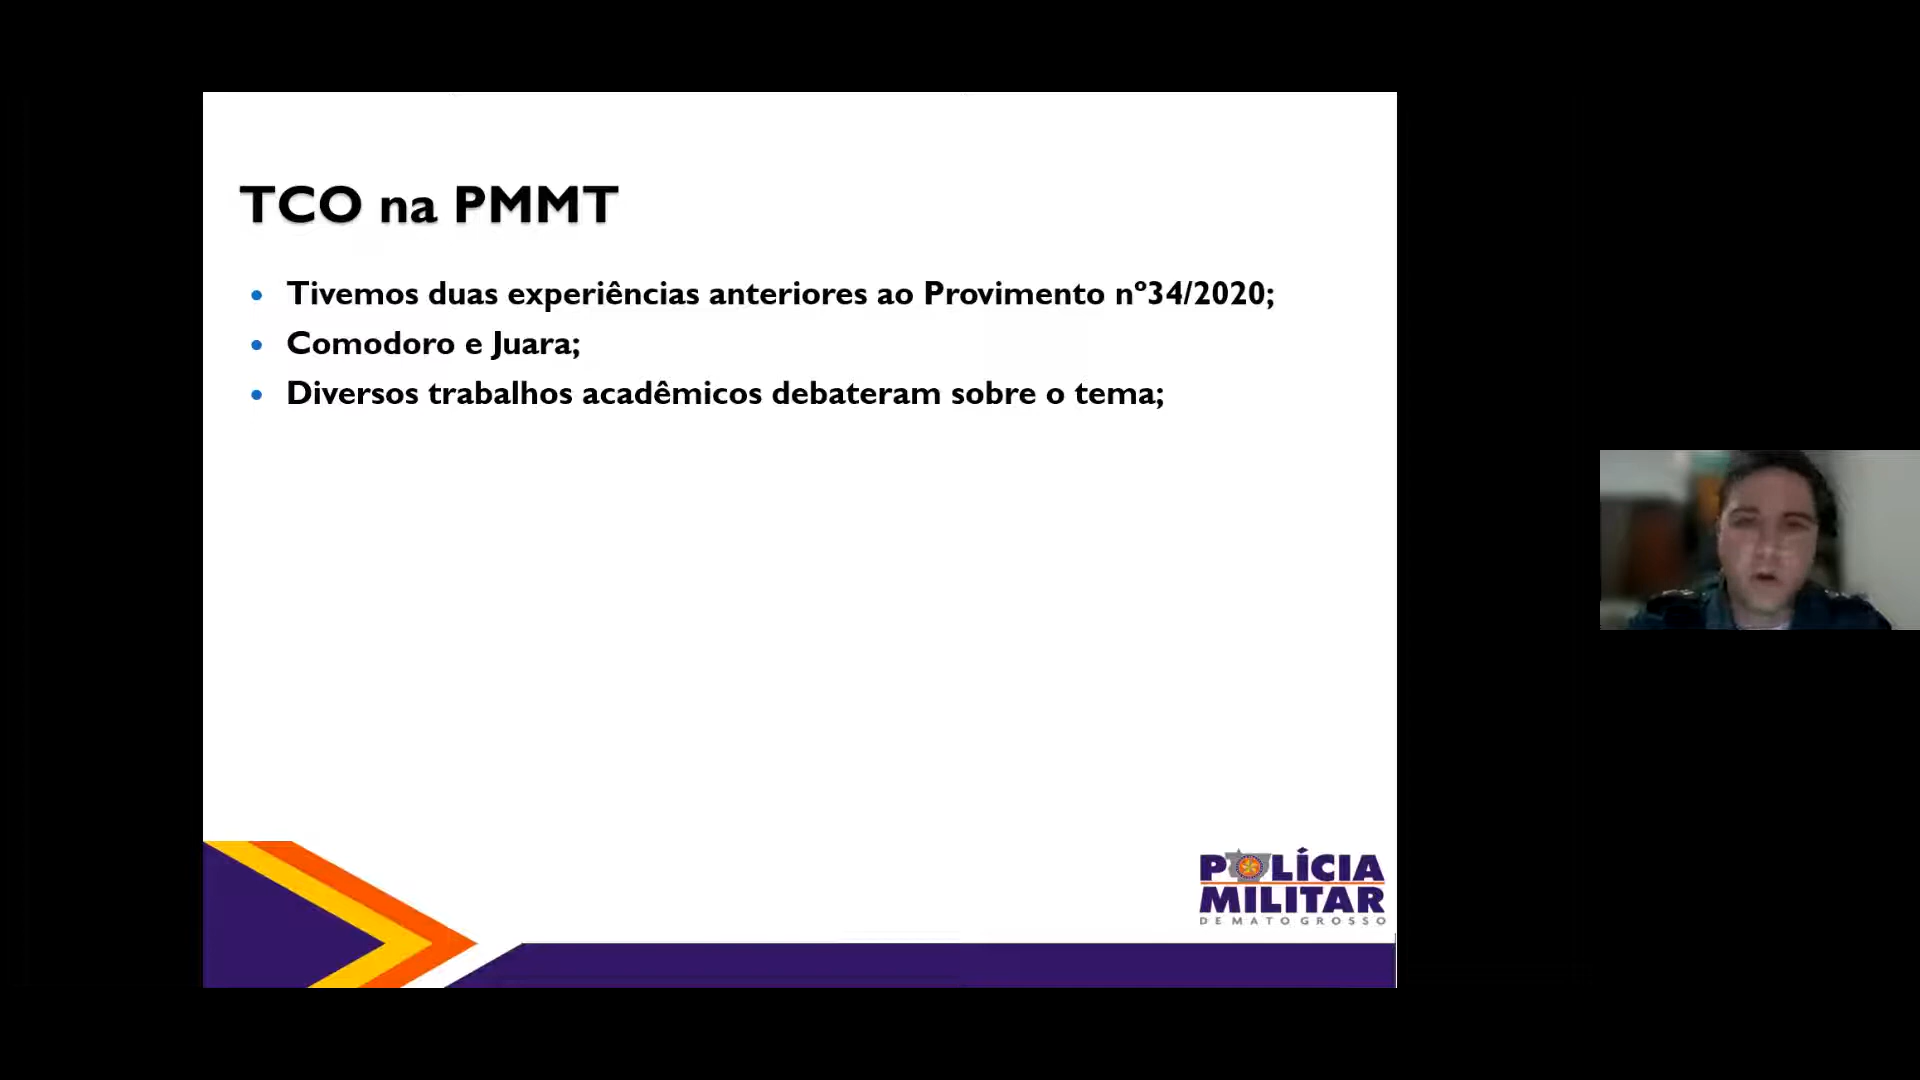 TCO na PMMT
Tivemos duas experiências anteriores ao Provimento nº34/2020;
Comodoro e Juara;
Diversos trabalhos acadêmicos debateram sobre o tema;
POLÍCIA
MILITAR
DE MATO GROSSO